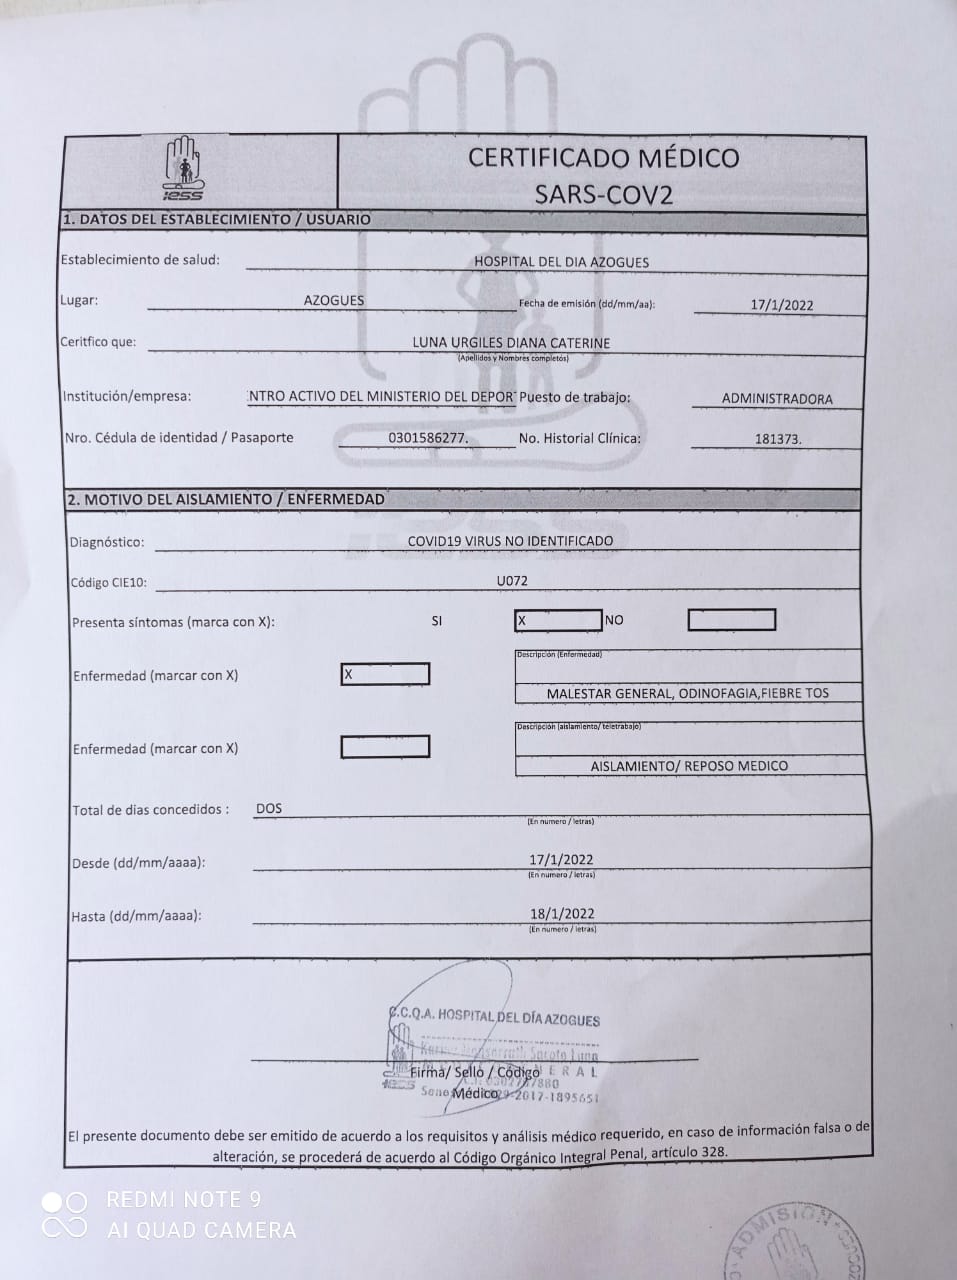 iess
CERTIFICADO MÉDICO
SARS-COV2
1. DATOS DEL ESTABLECIMIENTO / USUARIO
Establecimiento de salud: HOSPITAL DEL DIA AZOGUES
Lugar: AZOGUES Fecha de emisión (dd/mm/aa): 17/1/2022
Ceritfico que: LUNA URGILES DIANA CATERINE
(Apellidos y Nombres completos)
Institución/empresa: NTRO ACTIVO DEL MINISTERIO DEL DEPOR Puesto de trabajo: ADMINISTRADORA
Nro. Cédula de identidad / Pasaporte 0301586277. No. Historial Clínica: 181373.
2. MOTIVO DEL AISLAMIENTO / ENFERMEDAD
Diagnóstico: COVID19 VIRUS NO IDENTIFICADO
Código CIE10: U072
Presenta síntomas (marca con X): SI X NO
Descripción (Enfermedad)
Enfermedad (marcar con X) X
MALESTAR GENERAL, ODINOFAGIA,FIEBRE TOS
Descripción (aislamiento/ teletrabajo)
Enfermedad (marcar con X)
AISLAMIENTO/ REPOSO MEDICO
Total de dias concedidos : DOS
(En numero / letras)
Desde (dd/mm/aaaa): 17/1/2022
(En numero / letras)
Hasta (dd/mm/aaaa): 18/1/2022
(En numero / letras)
C.C.Q.A. HOSPITAL DEL DÍA AZOGUES
Sacoto Luna
Firma/ Sello / Código
iess
Médico 2017-1895651
El presente documento debe ser emitido de acuerdo a los requisitos y análisis médico requerido, en caso de información falsa o de
alteración, se procederá de acuerdo al Código Orgánico Integral Penal, artículo 328.
REDMI NOTE 9
AI QUAD CAMERA
ADMISIÓN